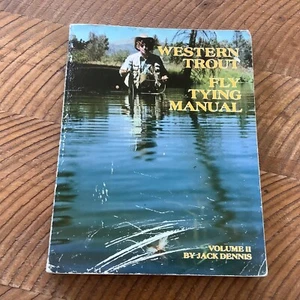 WESTERN
TROUT
FLY
TYING
MANUAL
VOLUME II
BY JACK DENNIS